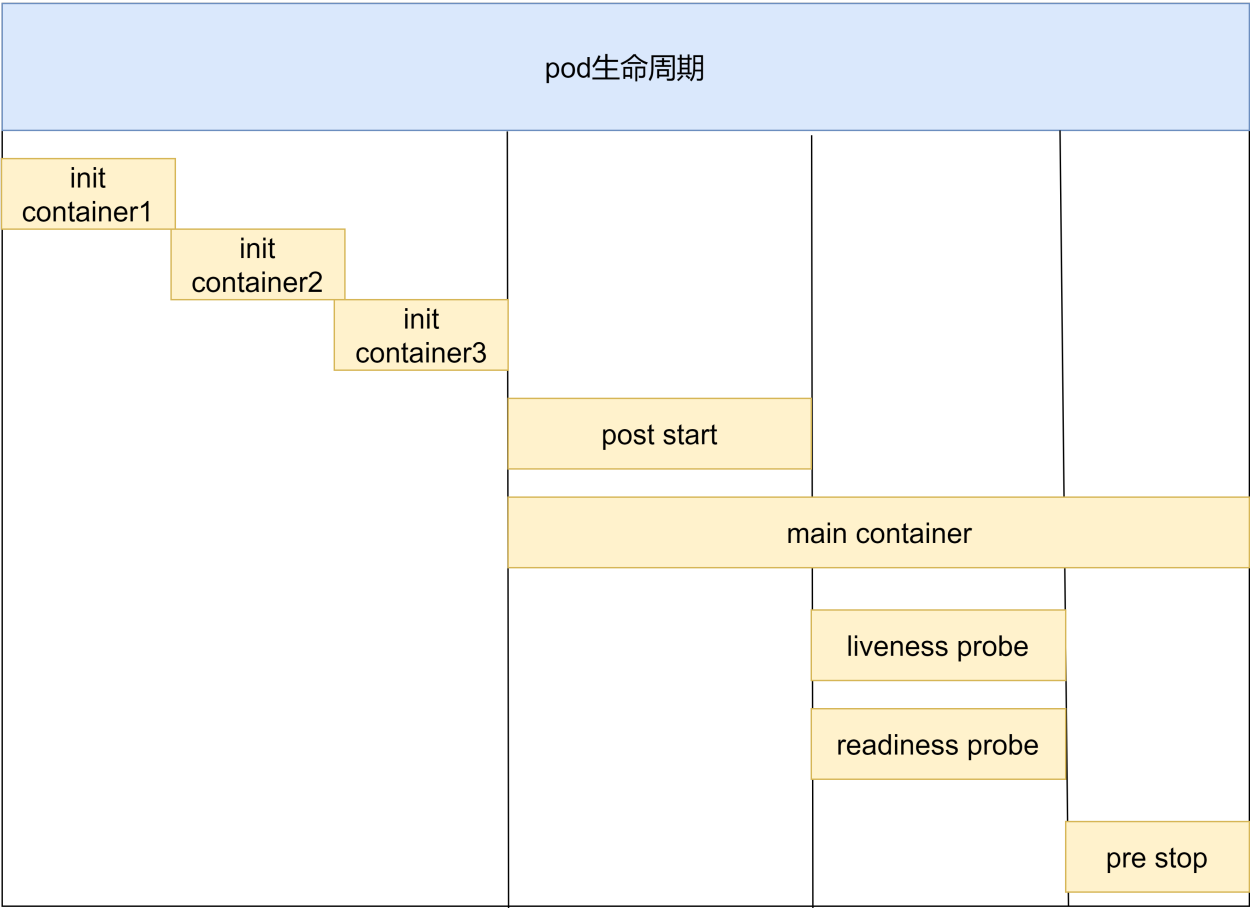 pod生命周期
init
container1
init
container2
init
container3
post start
main container
liveness probe
readiness probe
pre stop